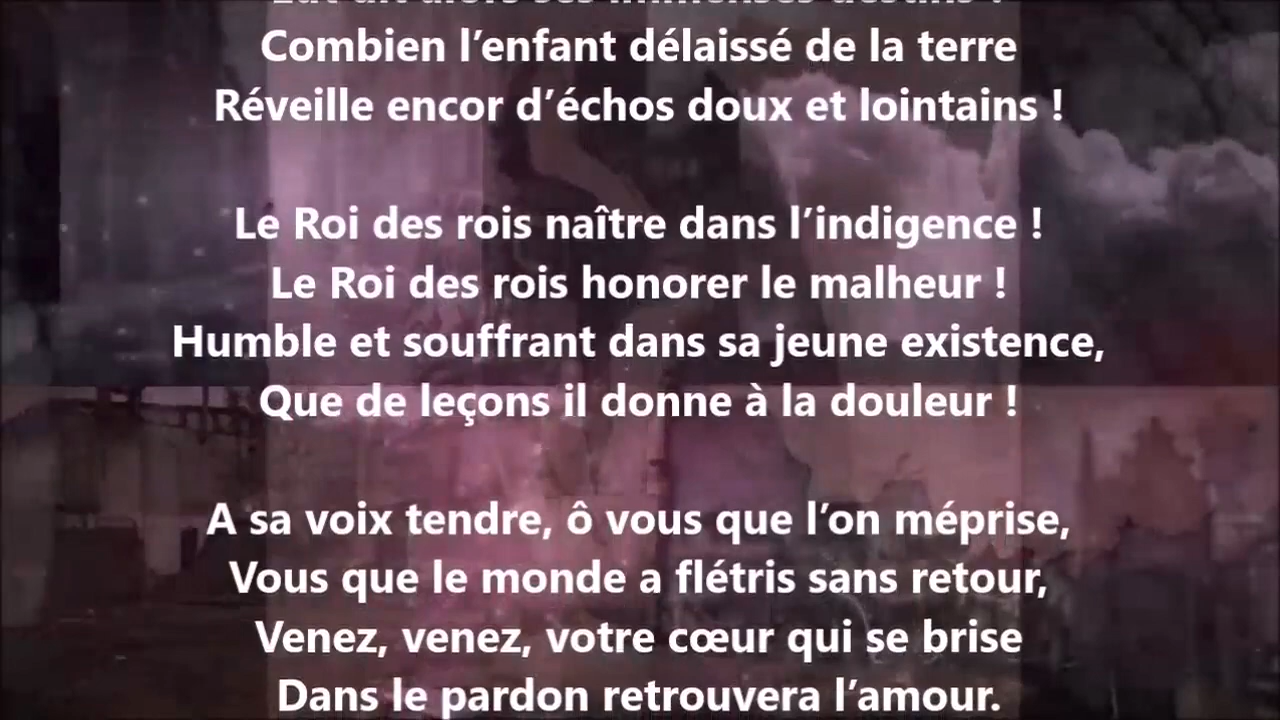 Combien l’enfant délaissé de la terre
Réveille encor d’échos doux et lointains !
Le Roi des rois naître dans l’indigence !
Le Roi des rois honorer le malheur !
Humble et souffrant dans sa jeune existence,
Que de leçons il donne à la douleur !
A sa voix tendre, ô vous que l’on méprise,
Vous que le monde a flétris sans retour,
Venez, venez, votre cœur qui se brise
Dans le pardon retrouvera l’amour.